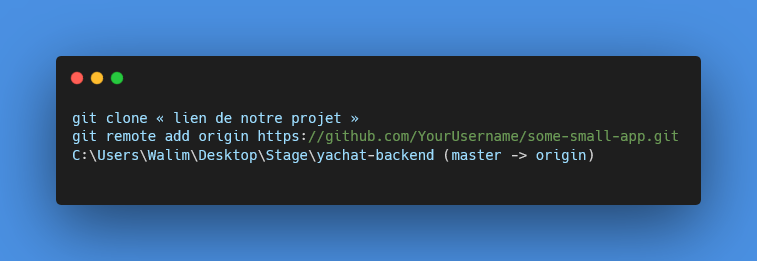 git clone « lien de notre projet »
git remote add origin https://github.com/YourUsername/some-small-app.git
C:\Users\Walim\Desktop\Stage\yachat-backend (master -> origin)